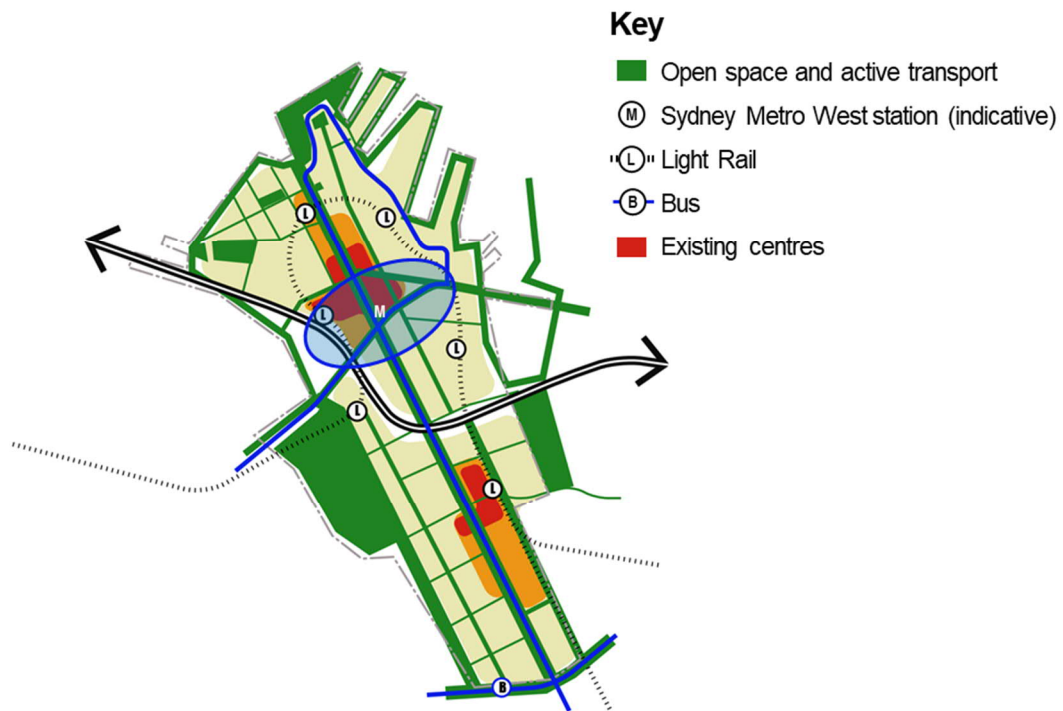 Key
Open space and active transport
M Sydney Metro West station (indicative)
L Light Rail
B Bus
Existing centres
L
L
L
M
L
L
L
B